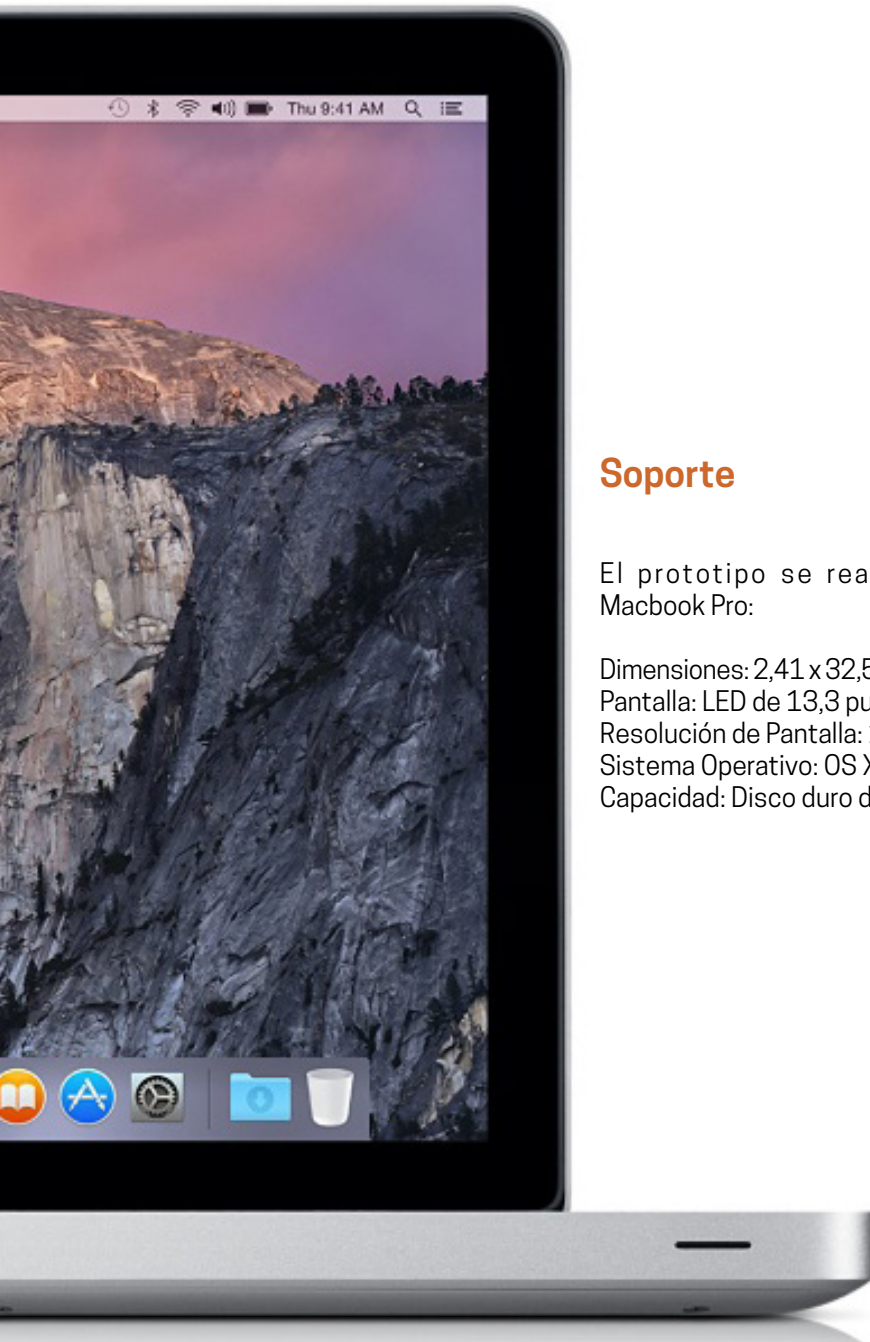 Thu 9:41 AM
Soporte
El prototipo se rea
Macbook Pro:
Dimensiones: 2,41 x 32,5
Pantalla: LED de 13,3 pu
Resolución de Pantalla:
Sistema Operativo: OS X
Capacidad: Disco duro d